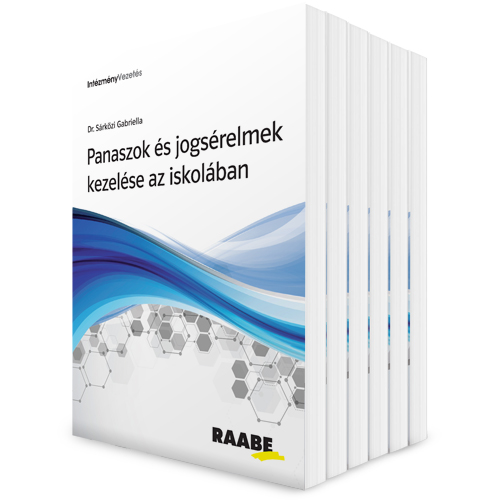 IntézményVezetés
Dr. Sárközi Gabriella
Panaszok és jogsérelmek
kezelése az iskolában
RAABE